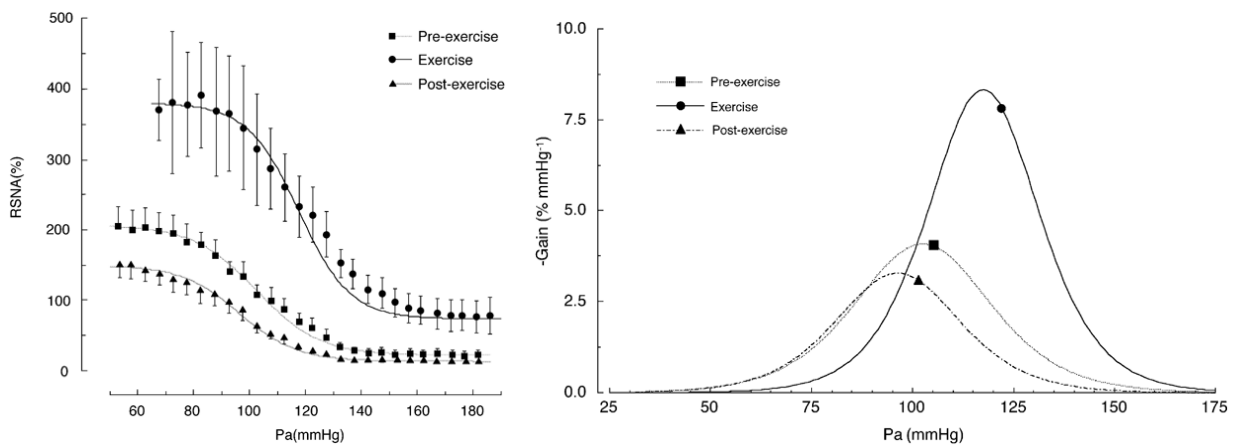 500
400
300
200
100
0
RSNA(%)
Pre-exercise
Exercise
Post-exercise
60 80 100 120 140 160 180
Pa(mmHg)
10.0
7.5
5.0
2.5
0.0
-Gain (% mmHg⁻¹)
Pre-exercise
Exercise
Post-exercise
25 50 75 100 125 150 175
Pa (mmHg)